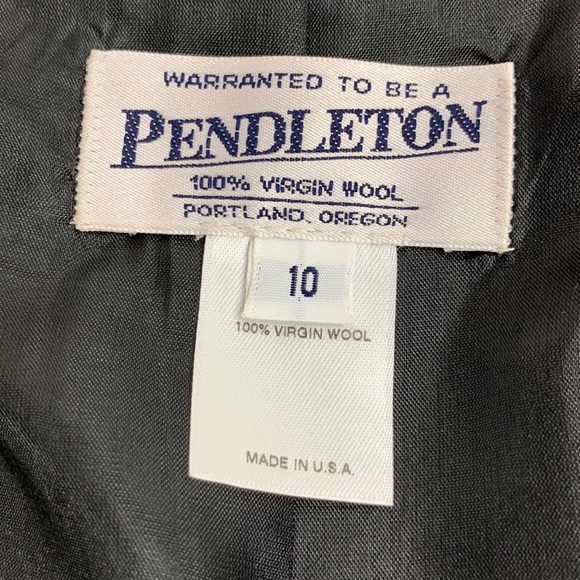 WARRANTED TO BE A
PENDLETON
100% VIRGIN WOOL
PORTLAND, OREGON
10
100% VIRGIN WOOL
MADE IN U.S.A.